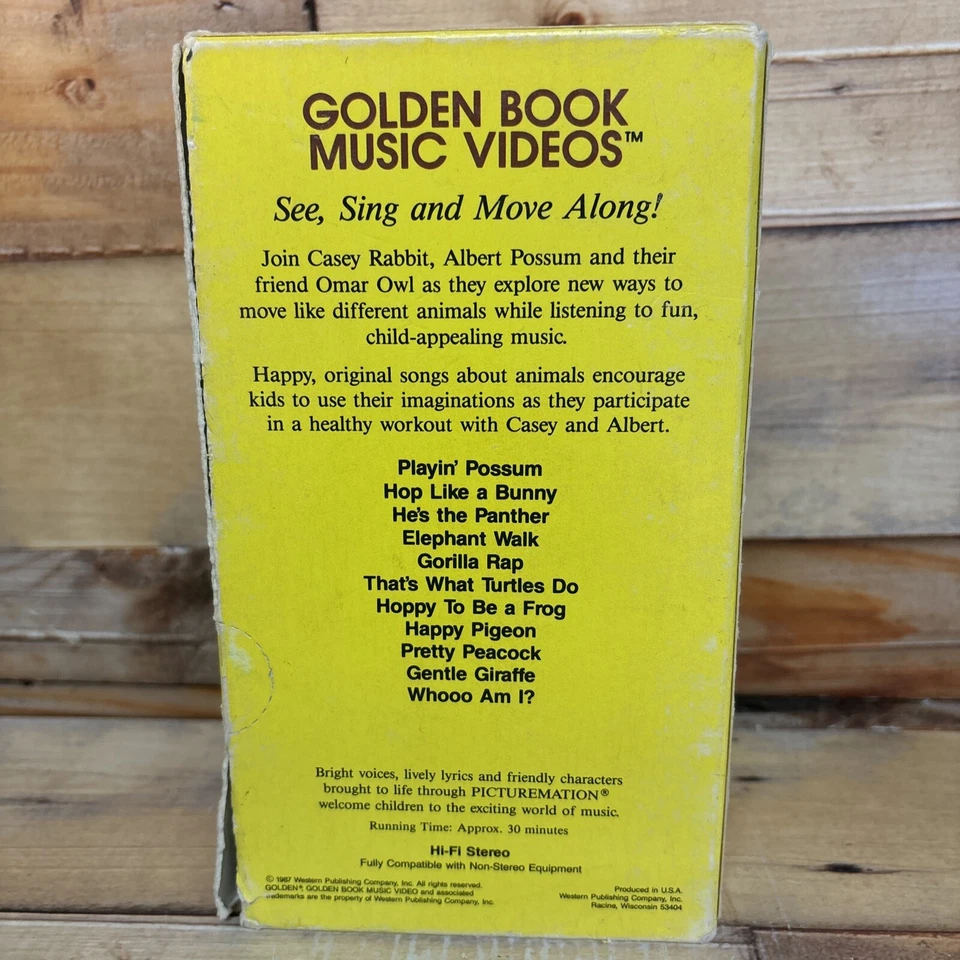 GOLDEN BOOK
MUSIC VIDEOS™
See, Sing and Move Along!
Join Casey Rabbit, Albert Possum and their
friend Omar Owl as they explore new ways to
move like different animals while listening to fun,
child-appealing music.
Happy, original songs about animals encourage
kids to use their imaginations as they participate
in a healthy workout with Casey and Albert.
Playin' Possum
Hop Like a Bunny
He's the Panther
Elephant Walk
Gorilla Rap
That's What Turtles Do
Hoppy To Be a Frog
Happy Pigeon
Pretty Peacock
Gentle Giraffe
Whooo Am I?
Bright voices, lively lyrics and friendly characters
brought to life through PICTUREMATION®
welcome children to the exciting world of music.
Running Time: Approx. 30 minutes
Hi-Fi Stereo
Fully Compatible with Non-Stereo Equipment
© 1987 Western Publishing Company, Inc. All rights reserved.
GOLDEN®, GOLDEN BOOK MUSIC VIDEO and associated
trademarks are the property of Western Publishing Company, Inc.
Produced in U.S.A.
Western Publishing Company, Inc.
Racine, Wisconsin 53404